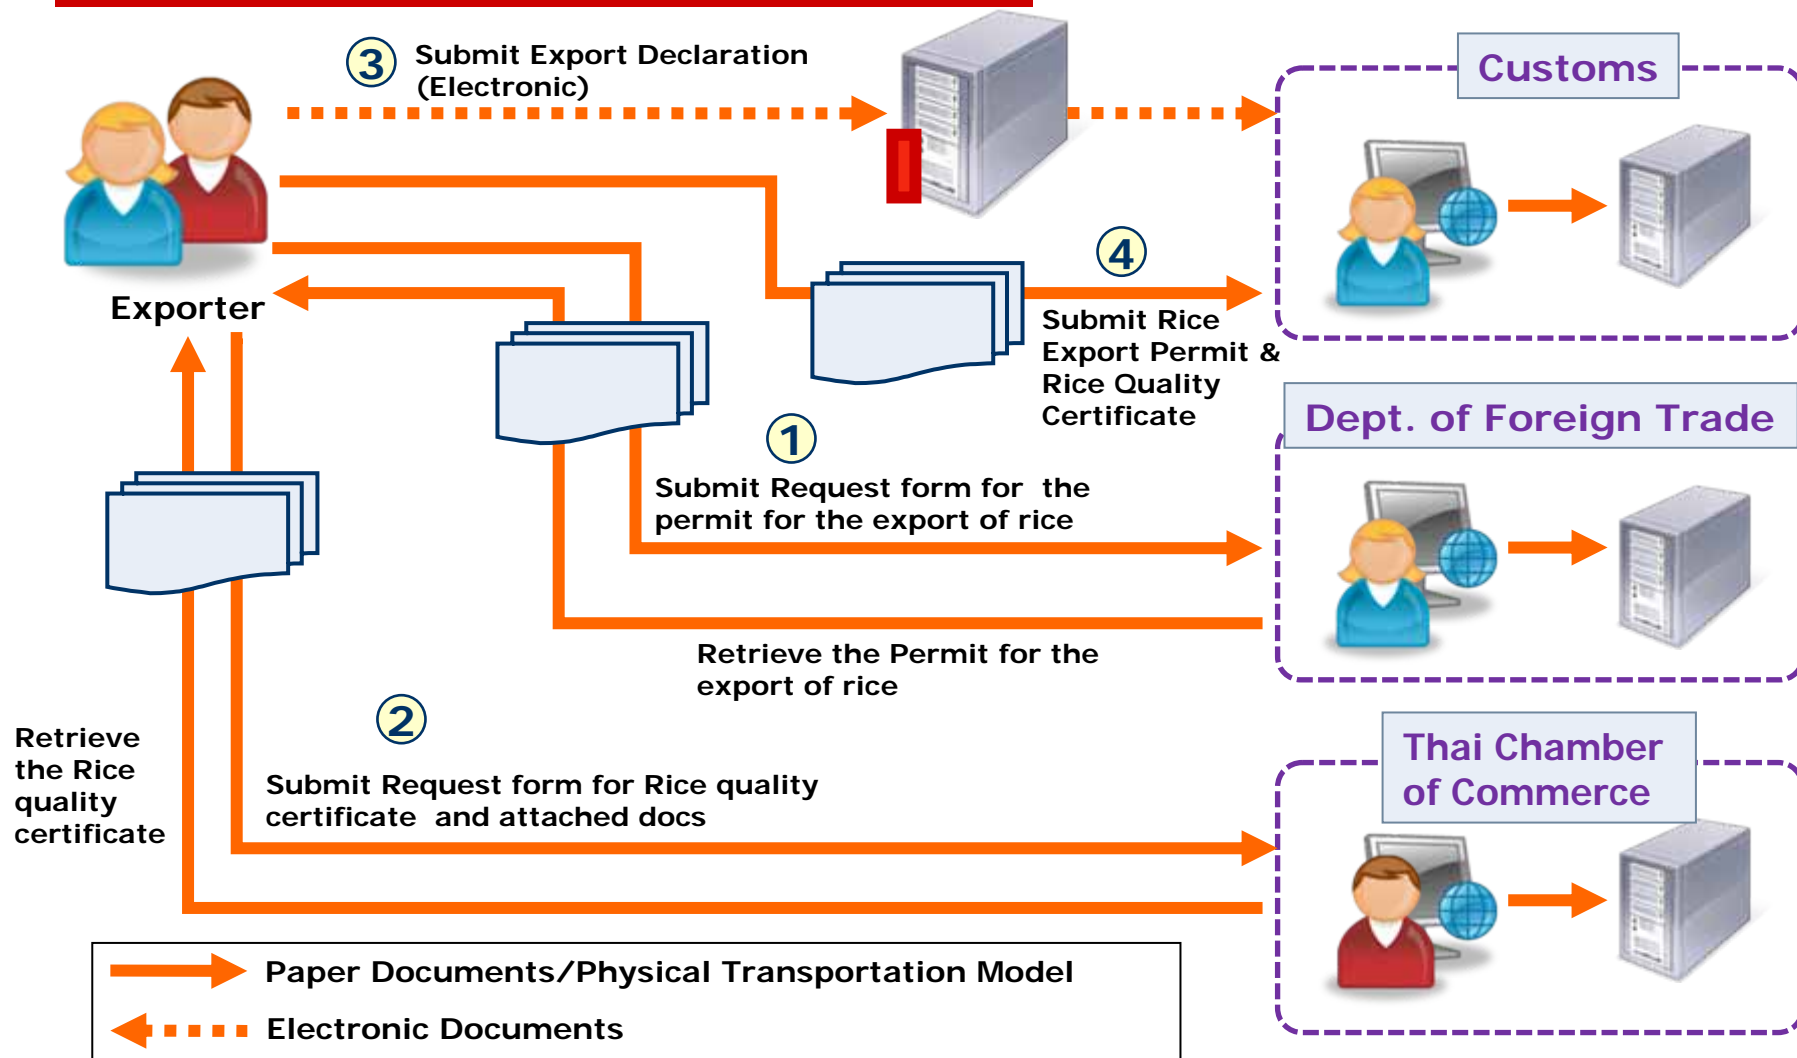 3
Submit Export Declaration
(Electronic)
Customs
Exporter
4
Submit Rice
Export Permit &
Rice Quality
Certificate
Dept. of Foreign Trade
1
Submit Request form for  the
permit for the export of rice
Retrieve the Permit for the
export of rice
2
Retrieve
the Rice
quality
certificate
Submit Request form for Rice quality
certificate  and attached docs
Thai Chamber
of Commerce
Paper Documents/Physical Transportation Model
Electronic Documents